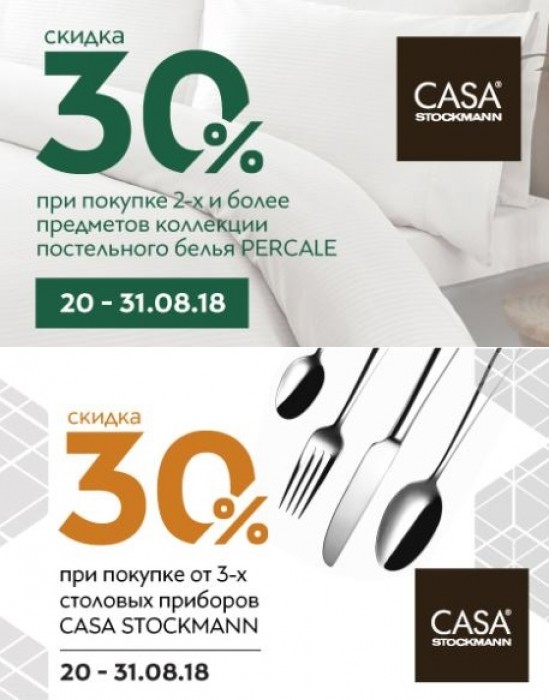 скидка
30%
при покупке 2-х и более
предметов коллекции
постельного белья PERCALE
20 - 31.08.18
CASA®
STOCKMANN
скидка
30%
при покупке от 3-х
столовых приборов
CASA STOCKMANN
20 - 31.08.18
CASA®
STOCKMANN